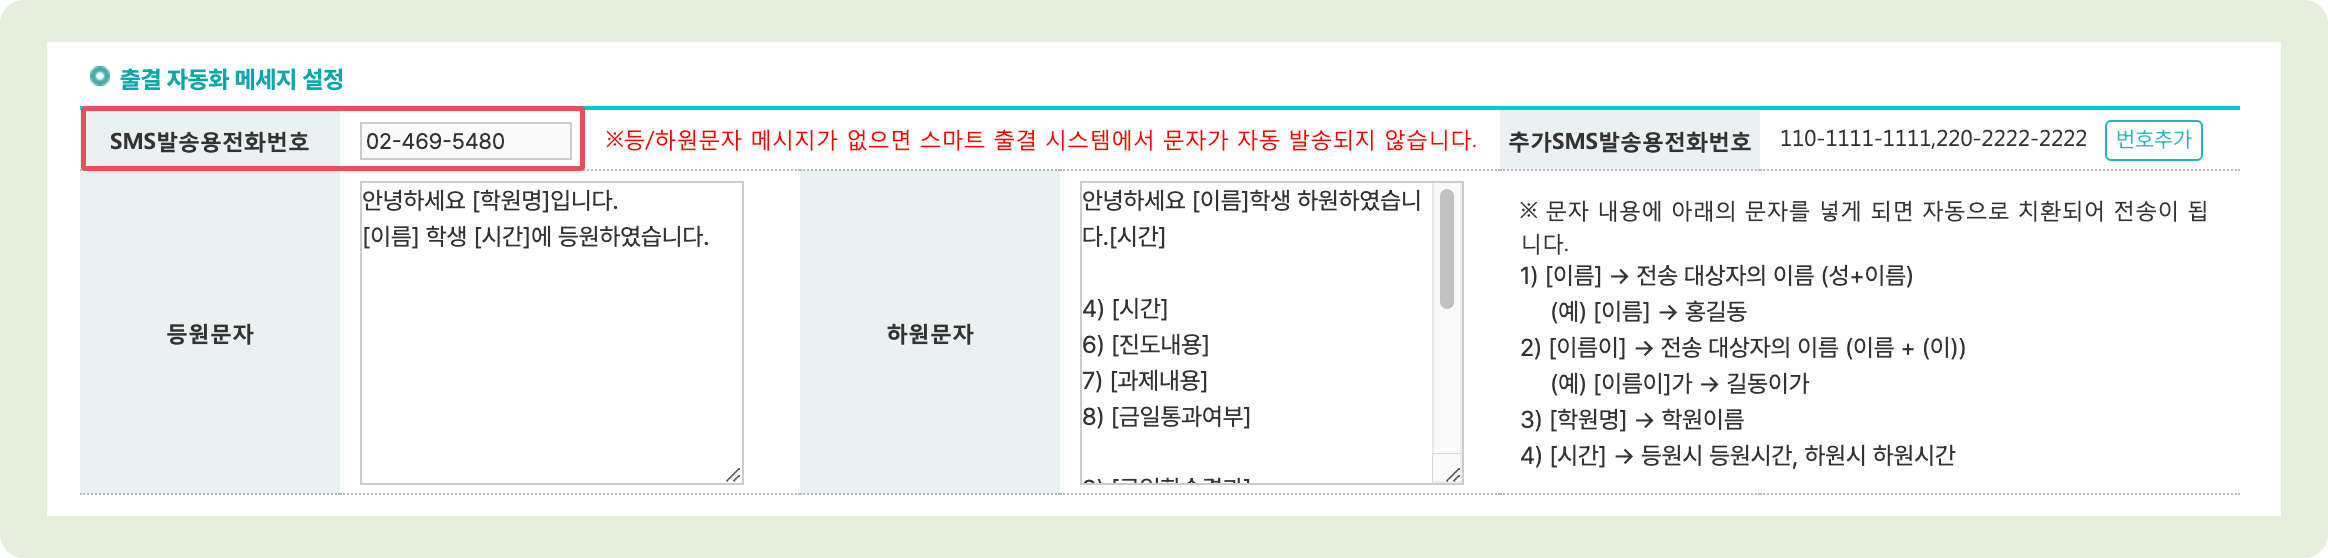 출결 자동화 메세지 설정
SMS발송용전화번호
02-469-5480
※등/하원문자 메시지가 없으면 스마트 출결 시스템에서 문자가 자동 발송되지 않습니다.
추가SMS발송용전화번호
110-1111-1111,220-2222-2222
번호추가
등원문자
안녕하세요 [학원명]입니다.
[이름] 학생 [시간]에 등원하였습니다.
하원문자
안녕하세요 [이름]학생 하원하였습니
다.[시간]
4) [시간]
6) [진도내용]
7) [과제내용]
8) [금일통과여부]
※ 문자 내용에 아래의 문자를 넣게 되면 자동으로 치환되어 전송이 됩
니다.
1) [이름] → 전송 대상자의 이름 (성+이름)
(예) [이름] → 홍길동
2) [이름이] → 전송 대상자의 이름 (이름 + (이))
(예) [이름이]가 → 길동이가
3) [학원명] → 학원이름
4) [시간] → 등원시 등원시간, 하원시 하원시간